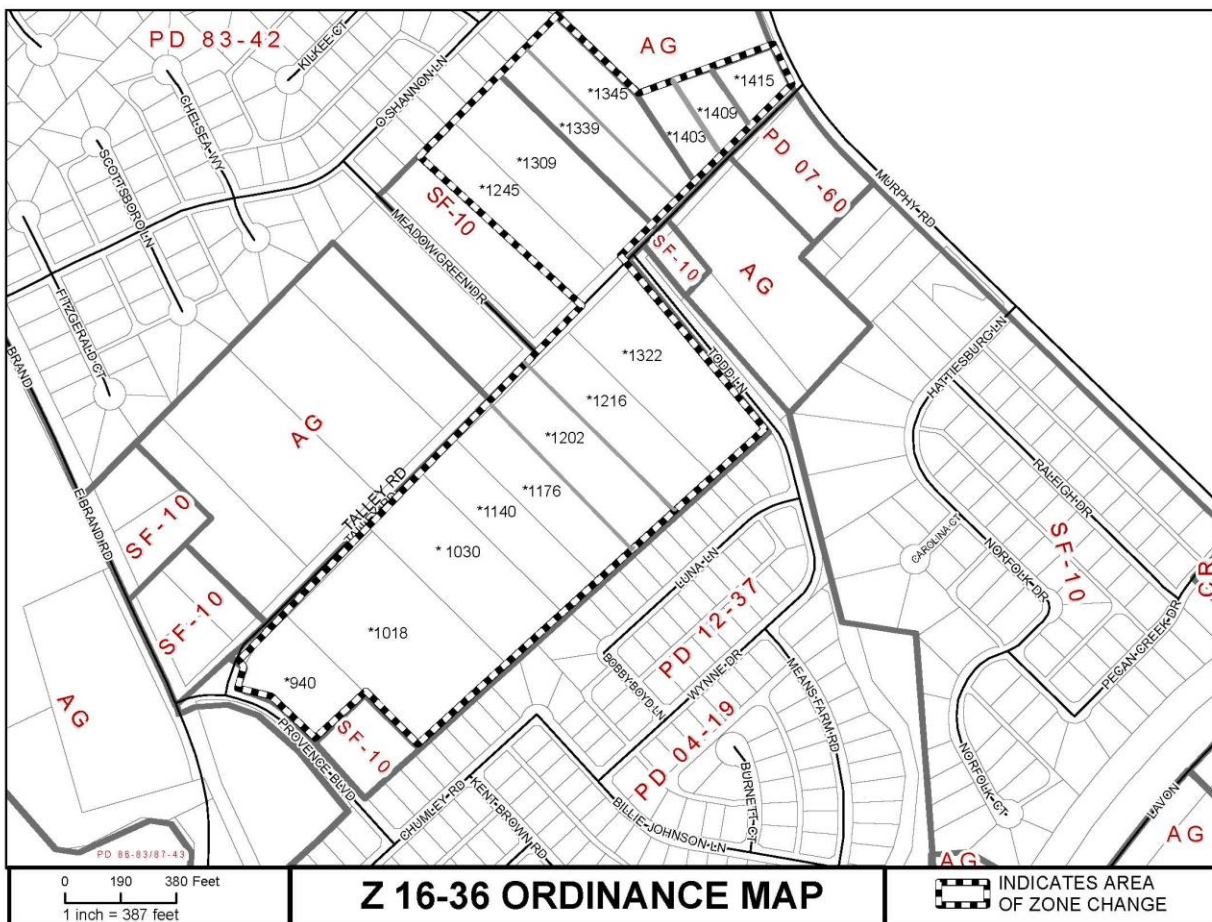 PD 83-42
KILKEE CT
O SHANNON LN
CHELSEA WY
SCOTTSBORO LN
FITZGERALD CT
BRAND
E BRAND RD
AG
*1415
*1345
*1409
*1403
*1339
*1309
*1245
SF-10
MEADOW GREEN DR
PD 07-60
MURPHY RD
SF-10
AG
TODD LN
*1322
*1216
*1202
*1176
*1140
* 1030
*1018
*940
AG
TALLEY RD
SF-10
SF-10
AG
SF-10
PROVENCE BLVD
HATTIESBURG LN
RALEIGH DR
CAROLINA CT
NORFOLK DR
SF-10
PECAN CREEK DR
NORFOLK CT
LUNA LN
PD 12-37
BOBBY BOYD LN
WYNNE DR
MEANS FARM RD
PD 04-19
BURNETT CT
BILLIE JOHNSON LN
CHUMLEY RD
KENT BROWN RD
LAVON
AG
AG
PD 86-83/87-43
0 190 380 Feet
1 inch = 387 feet
Z 16-36 ORDINANCE MAP
INDICATES AREA
OF ZONE CHANGE